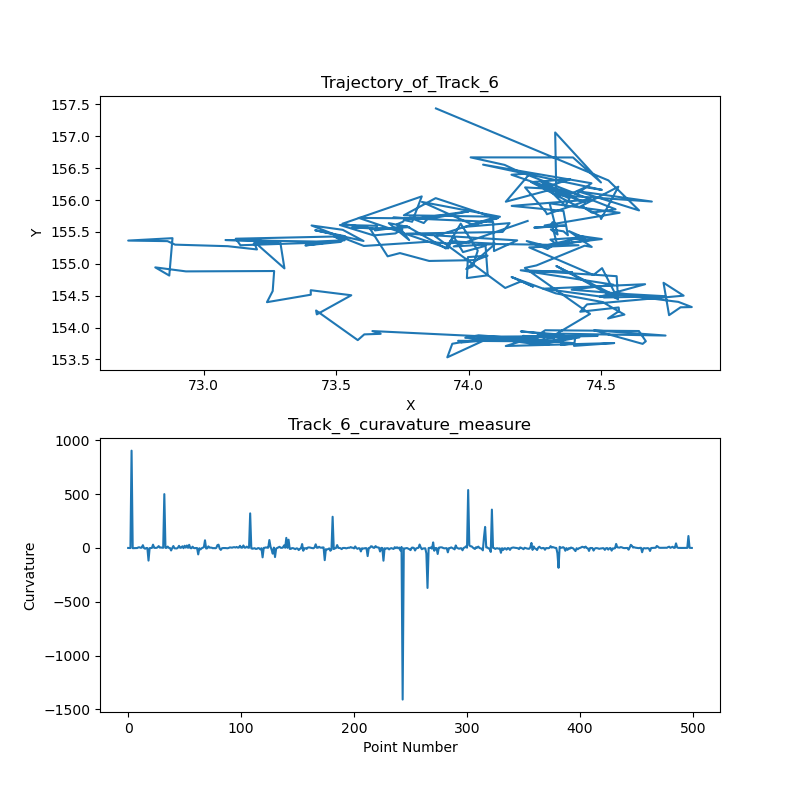 Trajectory_of_Track_6
157.5
157.0
156.5
156.0
155.5
155.0
154.5
154.0
153.5
Y
73.0 73.5 74.0 74.5
X
Track_6_curavature_measure
1000
500
0
−500
−1000
−1500
Curvature
0 100 200 300 400 500
Point Number